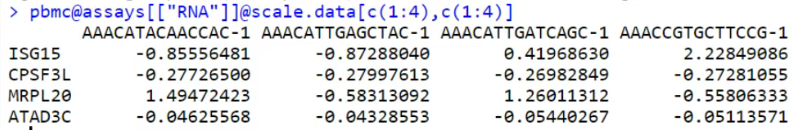 > pbmc@assays[["RNA"]]@scale.data[c(1:4),c(1:4)]
AAACATACAACCAC-1 AAACATTGAGCTAC-1 AAACATTGATCAGC-1 AAACCGTGCTTCCG-1
ISG15 -0.85556481 -0.87288040 0.41968630 2.22849086
CPSF3L -0.27726500 -0.27997613 -0.26982849 -0.27281055
MRPL20 1.49472423 -0.58313092 1.26011312 -0.55806333
ATAD3C -0.04625568 -0.04328553 -0.05440267 -0.05113571